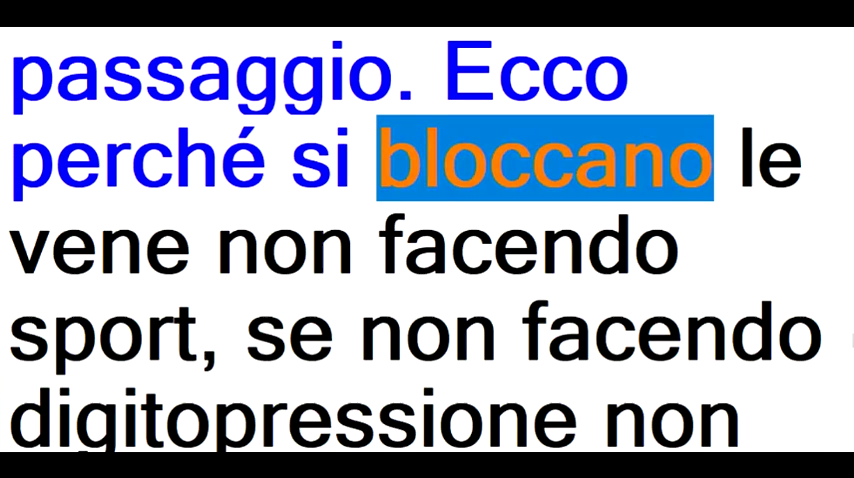 passaggio. Ecco
perché si bloccano le
vene non facendo
sport, se non facendo
digitopressione non